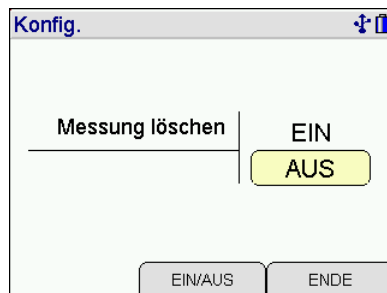 Konfig.
Messung löschen
EIN
AUS
EIN/AUS
ENDE